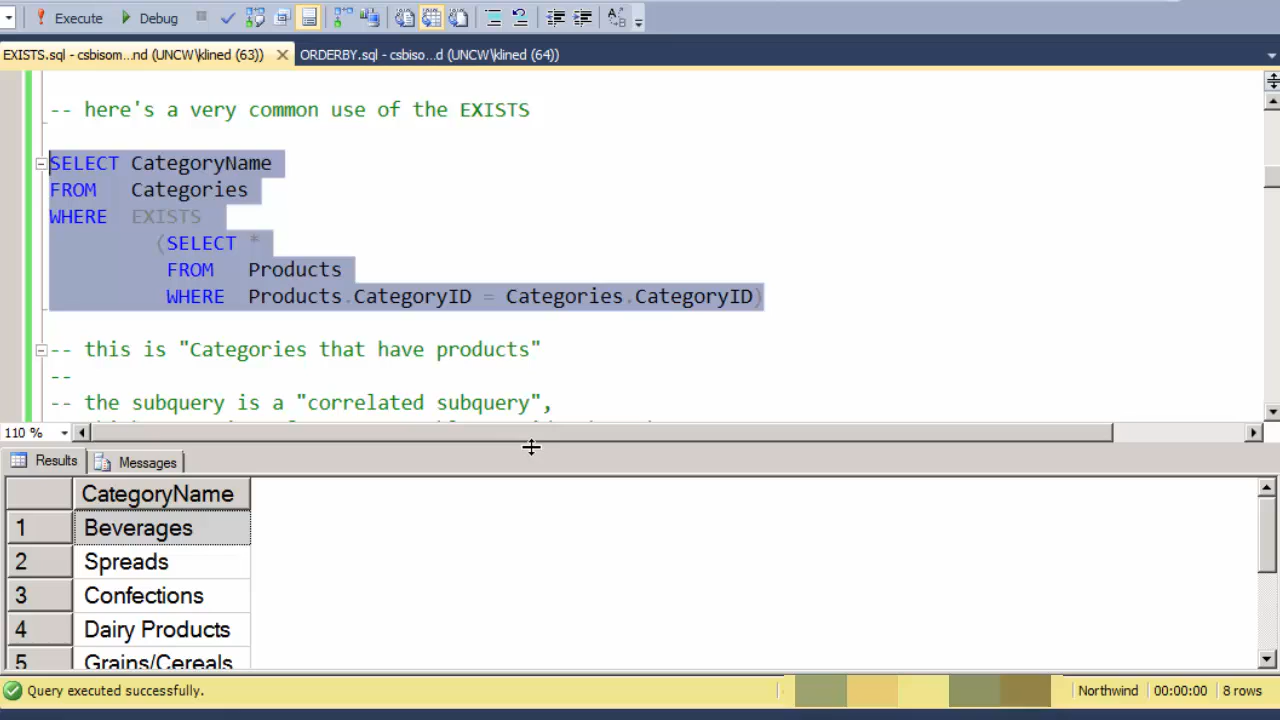 Execute Debug
EXISTS.sql - csbisom...nd (UNCW\klined (63)) ORDERBY.sql - csbiso...d (UNCW\klined (64))
-- here's a very common use of the EXISTS
SELECT CategoryName
FROM Categories
WHERE EXISTS
(SELECT *
FROM Products
WHERE Products.CategoryID = Categories.CategoryID)
-- this is "Categories that have products"
--
-- the subquery is a "correlated subquery",
110 %
Results Messages
CategoryName
1 Beverages
2 Spreads
3 Confections
4 Dairy Products
5 Grains/Cereals
Query executed successfully. Northwind 00:00:00 8 rows